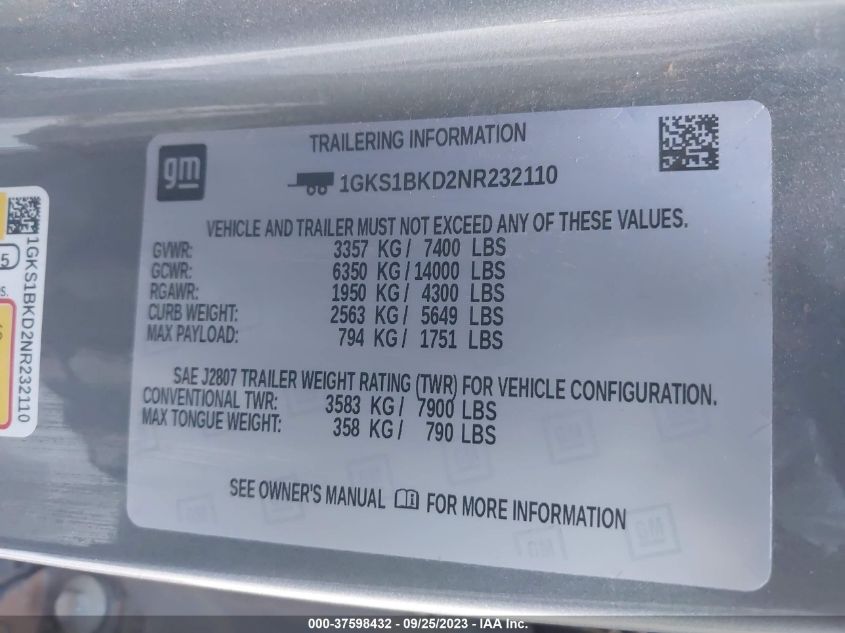 gm
TRAILERING INFORMATION
1GKS1BKD2NR232110
VEHICLE AND TRAILER MUST NOT EXCEED ANY OF THESE VALUES.
GVWR: 3357 KG / 7400 LBS
GCWR: 6350 KG / 14000 LBS
RGAWR: 1950 KG / 4300 LBS
CURB WEIGHT: 2563 KG / 5649 LBS
MAX PAYLOAD: 794 KG / 1751 LBS
SAE J2807 TRAILER WEIGHT RATING (TWR) FOR VEHICLE CONFIGURATION.
CONVENTIONAL TWR: 3583 KG / 7900 LBS
MAX TONGUE WEIGHT: 358 KG / 790 LBS
SEE OWNER'S MANUAL FOR MORE INFORMATION
1GKS1BKD2NR232110
000-37598432 - 09/25/2023 - IAA Inc.